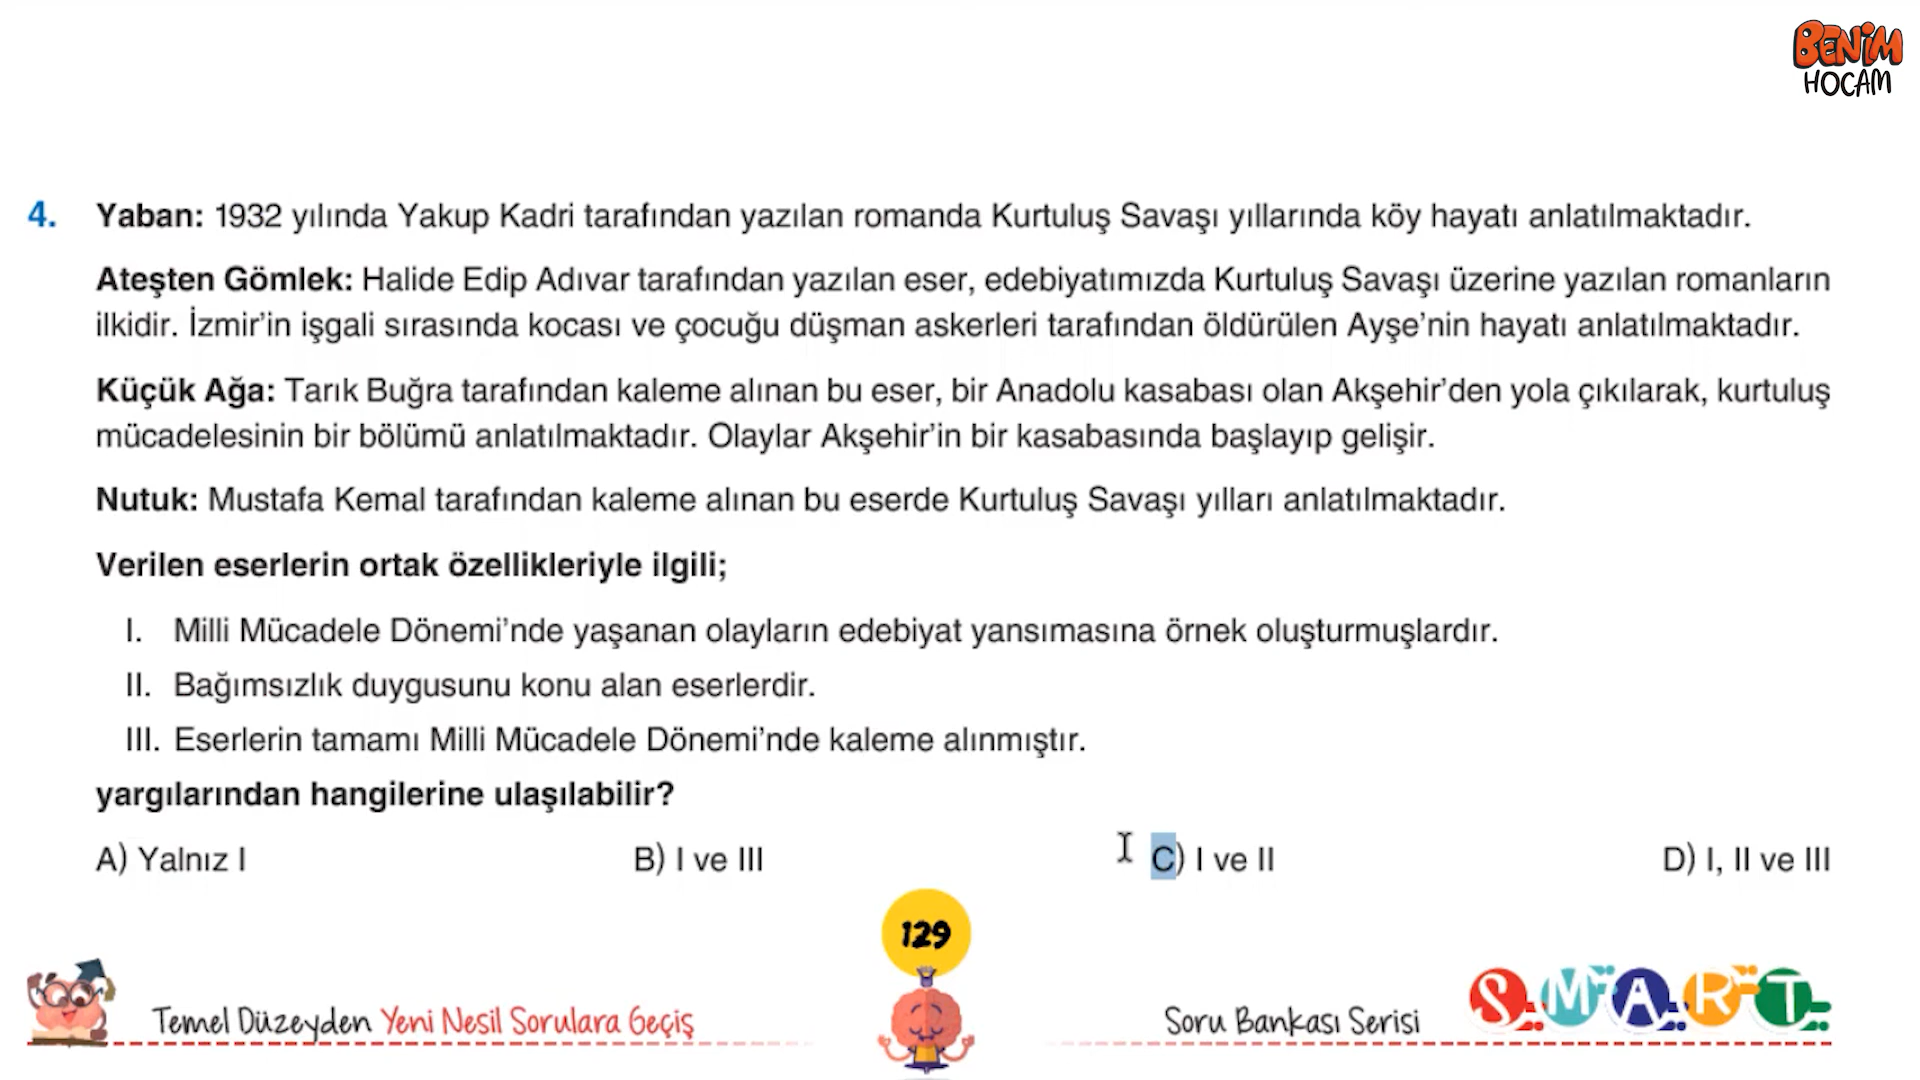 BENİM
HOCAM
4. Yaban: 1932 yılında Yakup Kadri tarafından yazılan romanda Kurtuluş Savaşı yıllarında köy hayatı anlatılmaktadır.
Ateşten Gömlek: Halide Edip Adıvar tarafından yazılan eser, edebiyatımızda Kurtuluş Savaşı üzerine yazılan romanların
ilkidir. İzmir'in işgali sırasında kocası ve çocuğu düşman askerleri tarafından öldürülen Ayşe'nin hayatı anlatılmaktadır.
Küçük Ağa: Tarık Buğra tarafından kaleme alınan bu eser, bir Anadolu kasabası olan Akşehir'den yola çıkılarak, kurtuluş
mücadelesinin bir bölümü anlatılmaktadır. Olaylar Akşehir'in bir kasabasında başlayıp gelişir.
Nutuk: Mustafa Kemal tarafından kaleme alınan bu eserde Kurtuluş Savaşı yılları anlatılmaktadır.
Verilen eserlerin ortak özellikleriyle ilgili;
I. Milli Mücadele Dönemi'nde yaşanan olayların edebiyat yansımasına örnek oluşturmuşlardır.
II. Bağımsızlık duygusunu konu alan eserlerdir.
III. Eserlerin tamamı Milli Mücadele Dönemi'nde kaleme alınmıştır.
yargılarından hangilerine ulaşılabilir?
A) Yalnız I B) I ve III C) I ve II D) I, II ve III
129
Temel Düzeyden Yeni Nesil Sorulara Geçiş
Soru Bankası Serisi SMART